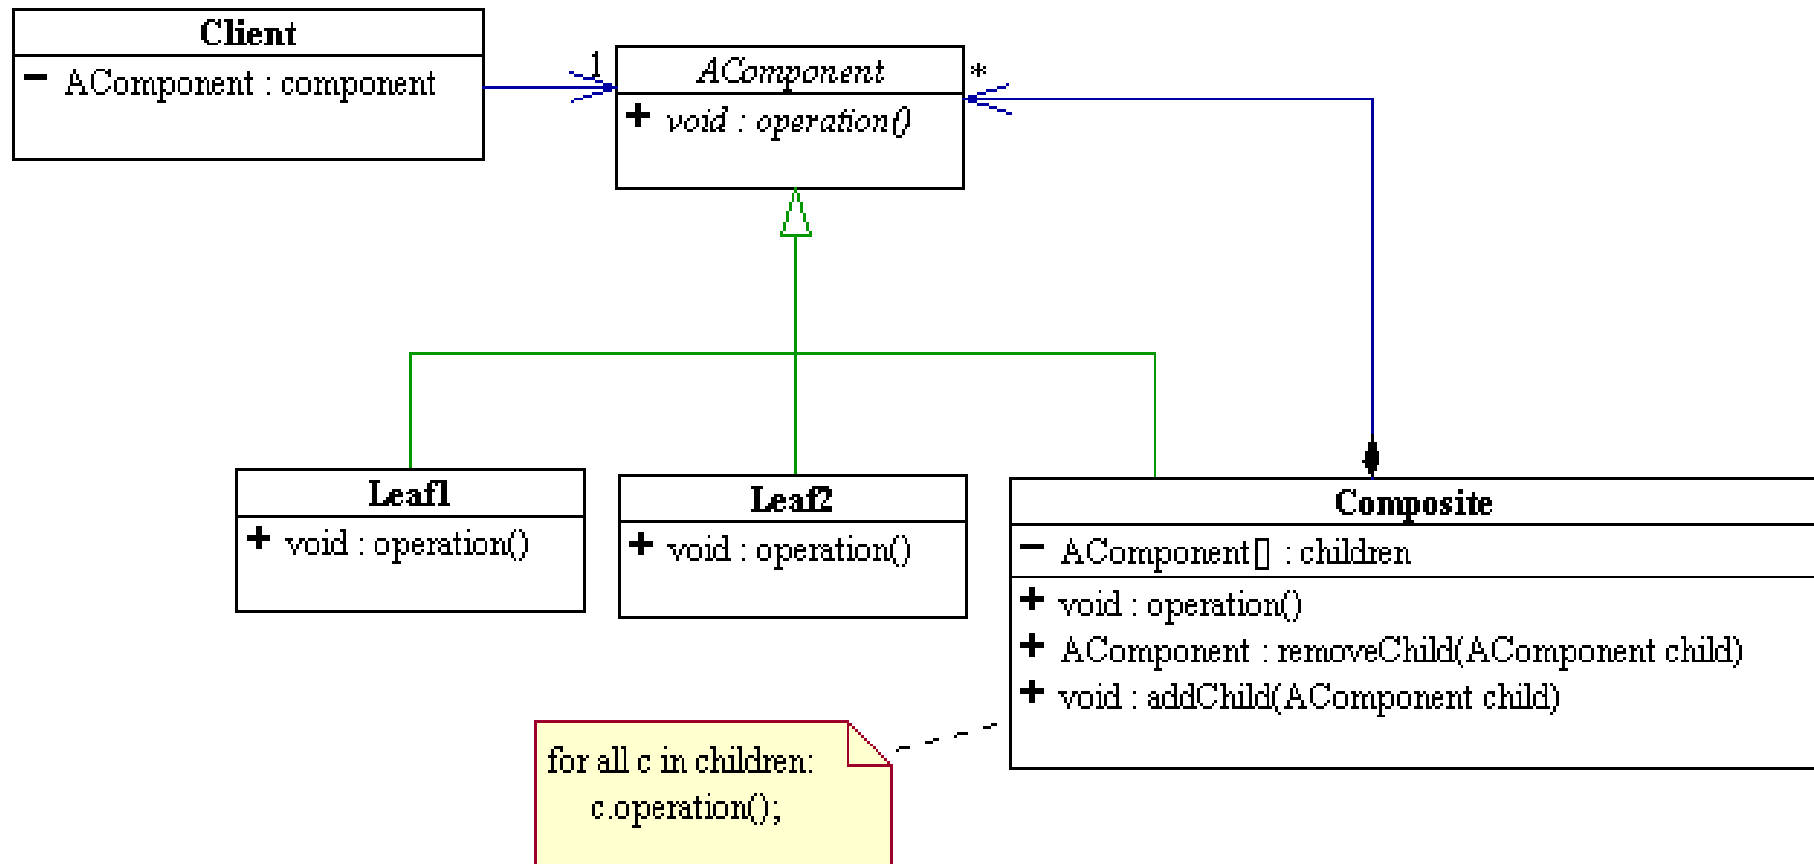 Client
− AComponent : component
1
AComponent
*
+ void : operation()
Leaf1
+ void : operation()
Leaf2
+ void : operation()
Composite
− AComponent[] : children
+ void : operation()
+ AComponent : removeChild(AComponent child)
+ void : addChild(AComponent child)
for all c in children:
c.operation();